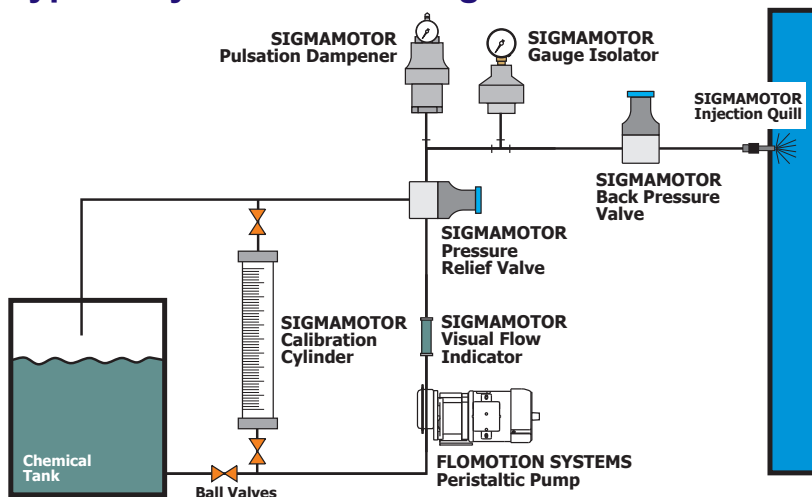 SIGMAMOTOR
Pulsation Dampener
SIGMAMOTOR
Gauge Isolator
SIGMAMOTOR
Injection Quill
SIGMAMOTOR
Back Pressure
Valve
SIGMAMOTOR
Pressure
Relief Valve
SIGMAMOTOR
Calibration
Cylinder
SIGMAMOTOR
Visual Flow
Indicator
Chemical
Tank
FLOMOTION SYSTEMS
Peristaltic Pump
Ball Valves